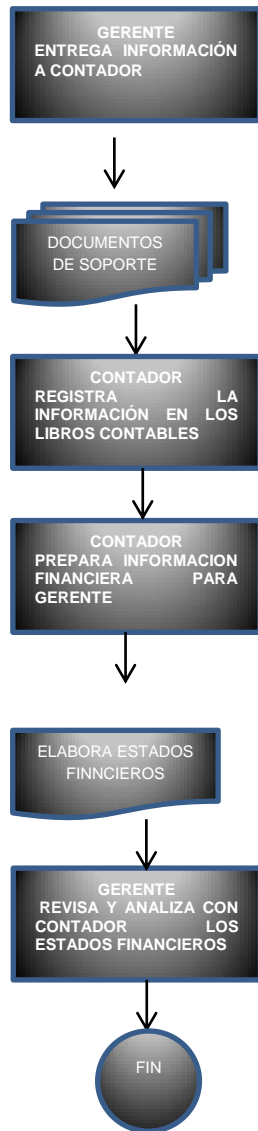 GERENTE
ENTREGA INFORMACIÓN
A CONTADOR
DOCUMENTOS
DE SOPORTE
CONTADOR
REGISTRA LA
INFORMACIÓN EN LOS
LIBROS CONTABLES
CONTADOR
PREPARA INFORMACION
FINANCIERA PARA
GERENTE
ELABORA ESTADOS
FINNCIEROS
GERENTE
REVISA Y ANALIZA CON
CONTADOR LOS
ESTADOS FINANCIEROS
FIN